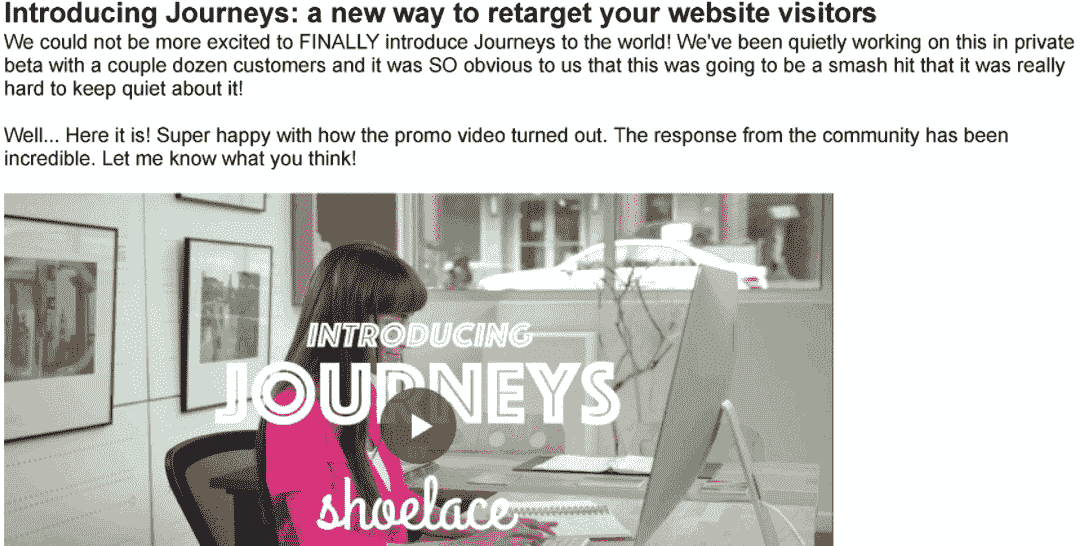 Introducing Journeys: a new way to retarget your website visitors
We could not be more excited to FINALLY introduce Journeys to the world! We've been quietly working on this in private
beta with a couple dozen customers and it was SO obvious to us that this was going to be a smash hit that it was really
hard to keep quiet about it!
Well... Here it is! Super happy with how the promo video turned out. The response from the community has been
incredible. Let me know what you think!
INTRODUCING
JOURNEYS
shoelace